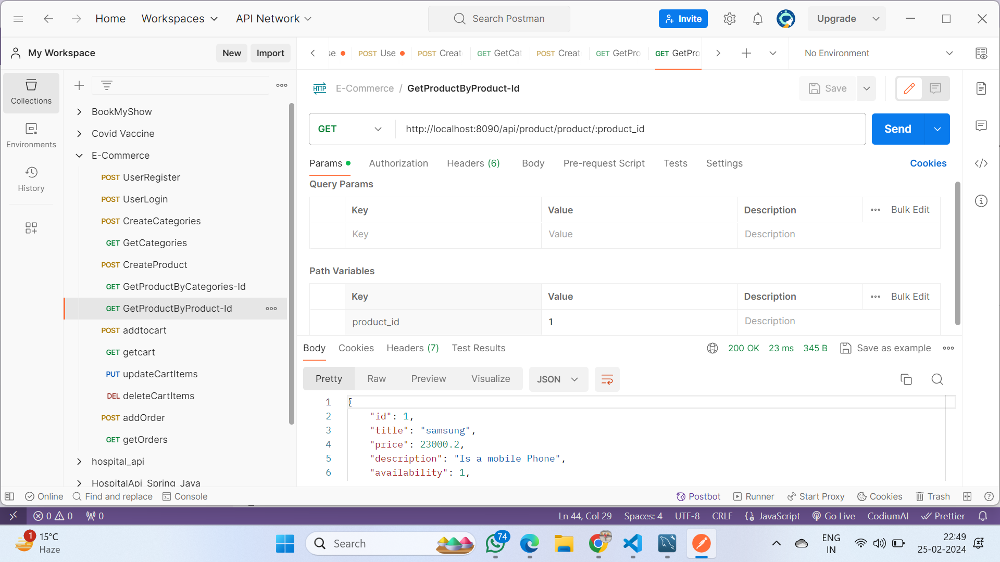 Home
Workspaces
API Network
Search Postman
Invite
Upgrade
My Workspace
New
Import
POST Use
POST Creat
GET GetCa
POST Creat
GET GetPro
GET GetPro
No Environment
Collections
Environments
History
BookMyShow
Covid Vaccine
E-Commerce
POST UserRegister
POST UserLogin
POST CreateCategories
GET GetCategories
POST CreateProduct
GET GetProductByCategories-Id
GET GetProductByProduct-Id
POST addtocart
GET getcart
PUT updateCartItems
DEL deleteCartItems
POST addOrder
GET getOrders
hospital_api
HospitalApi_Spring_Java
HTTP E-Commerce / GetProductByProduct-Id
Save
GET http://localhost:8090/api/product/product/:product_id
Send
Params Authorization Headers (6) Body Pre-request Script Tests Settings Cookies
Query Params
Key Value Description Bulk Edit
Key Value Description
Path Variables
Key Value Description Bulk Edit
product_id 1 Description
Body Cookies Headers (7) Test Results 200 OK 23 ms 345 B Save as example
Pretty Raw Preview Visualize JSON
1 {
2 "id": 1,
3 "title": "samsung",
4 "price": 23000.2,
5 "description": "Is a mobile Phone",
6 "availability": 1,
Online Find and replace Console Postbot Runner Start Proxy Cookies Trash
0 0 0 Ln 44, Col 29 Spaces: 4 UTF-8 CRLF JavaScript Go Live CodiumAI Prettier
1 15°C
Haze
Search
74
ENG
IN
22:49
25-02-2024